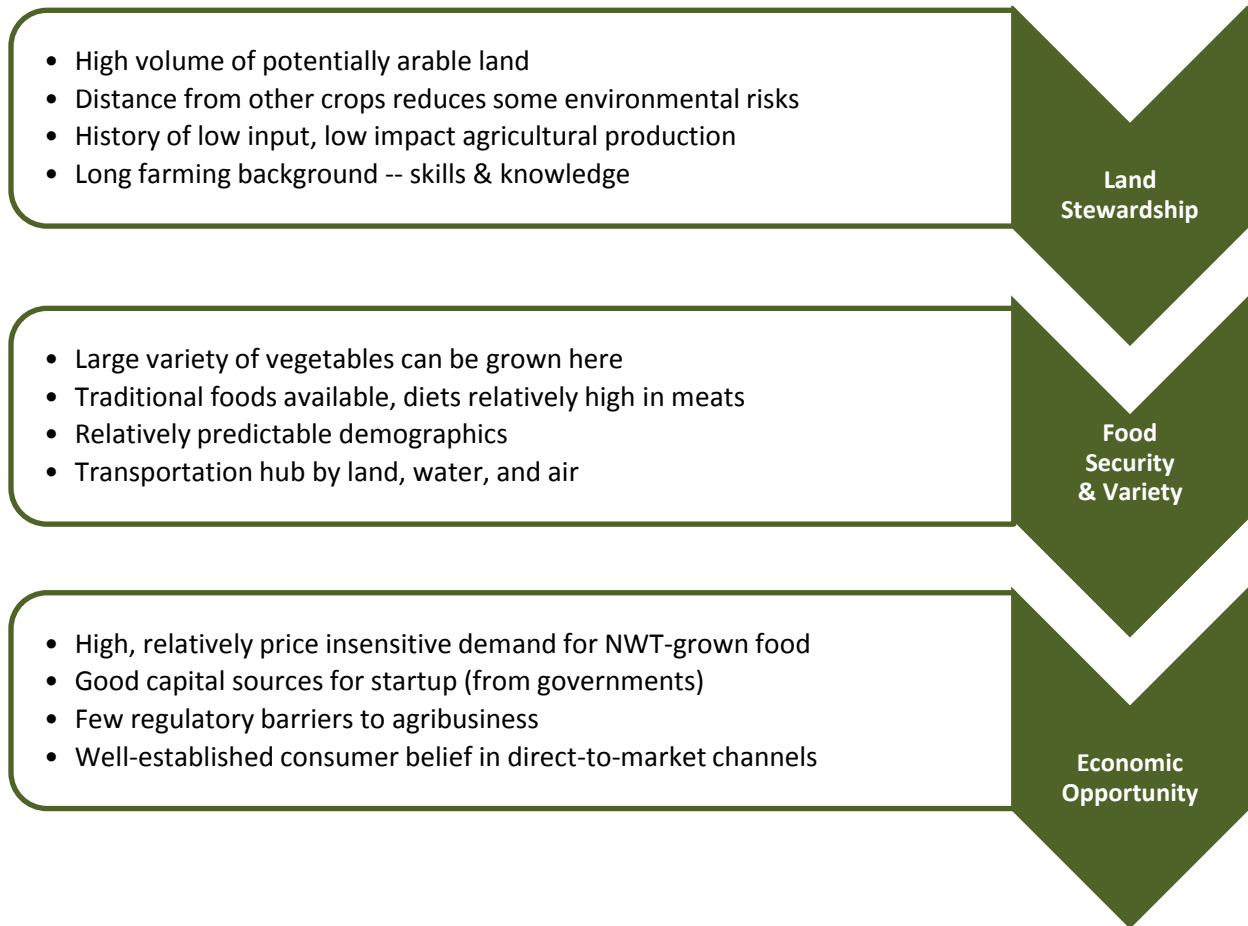 • High volume of potentially arable land
• Distance from other crops reduces some environmental risks
• History of low input, low impact agricultural production
• Long farming background -- skills & knowledge
Land
Stewardship
• Large variety of vegetables can be grown here
• Traditional foods available, diets relatively high in meats
• Relatively predictable demographics
• Transportation hub by land, water, and air
Food
Security
& Variety
• High, relatively price insensitive demand for NWT-grown food
• Good capital sources for startup (from governments)
• Few regulatory barriers to agribusiness
• Well-established consumer belief in direct-to-market channels
Economic
Opportunity